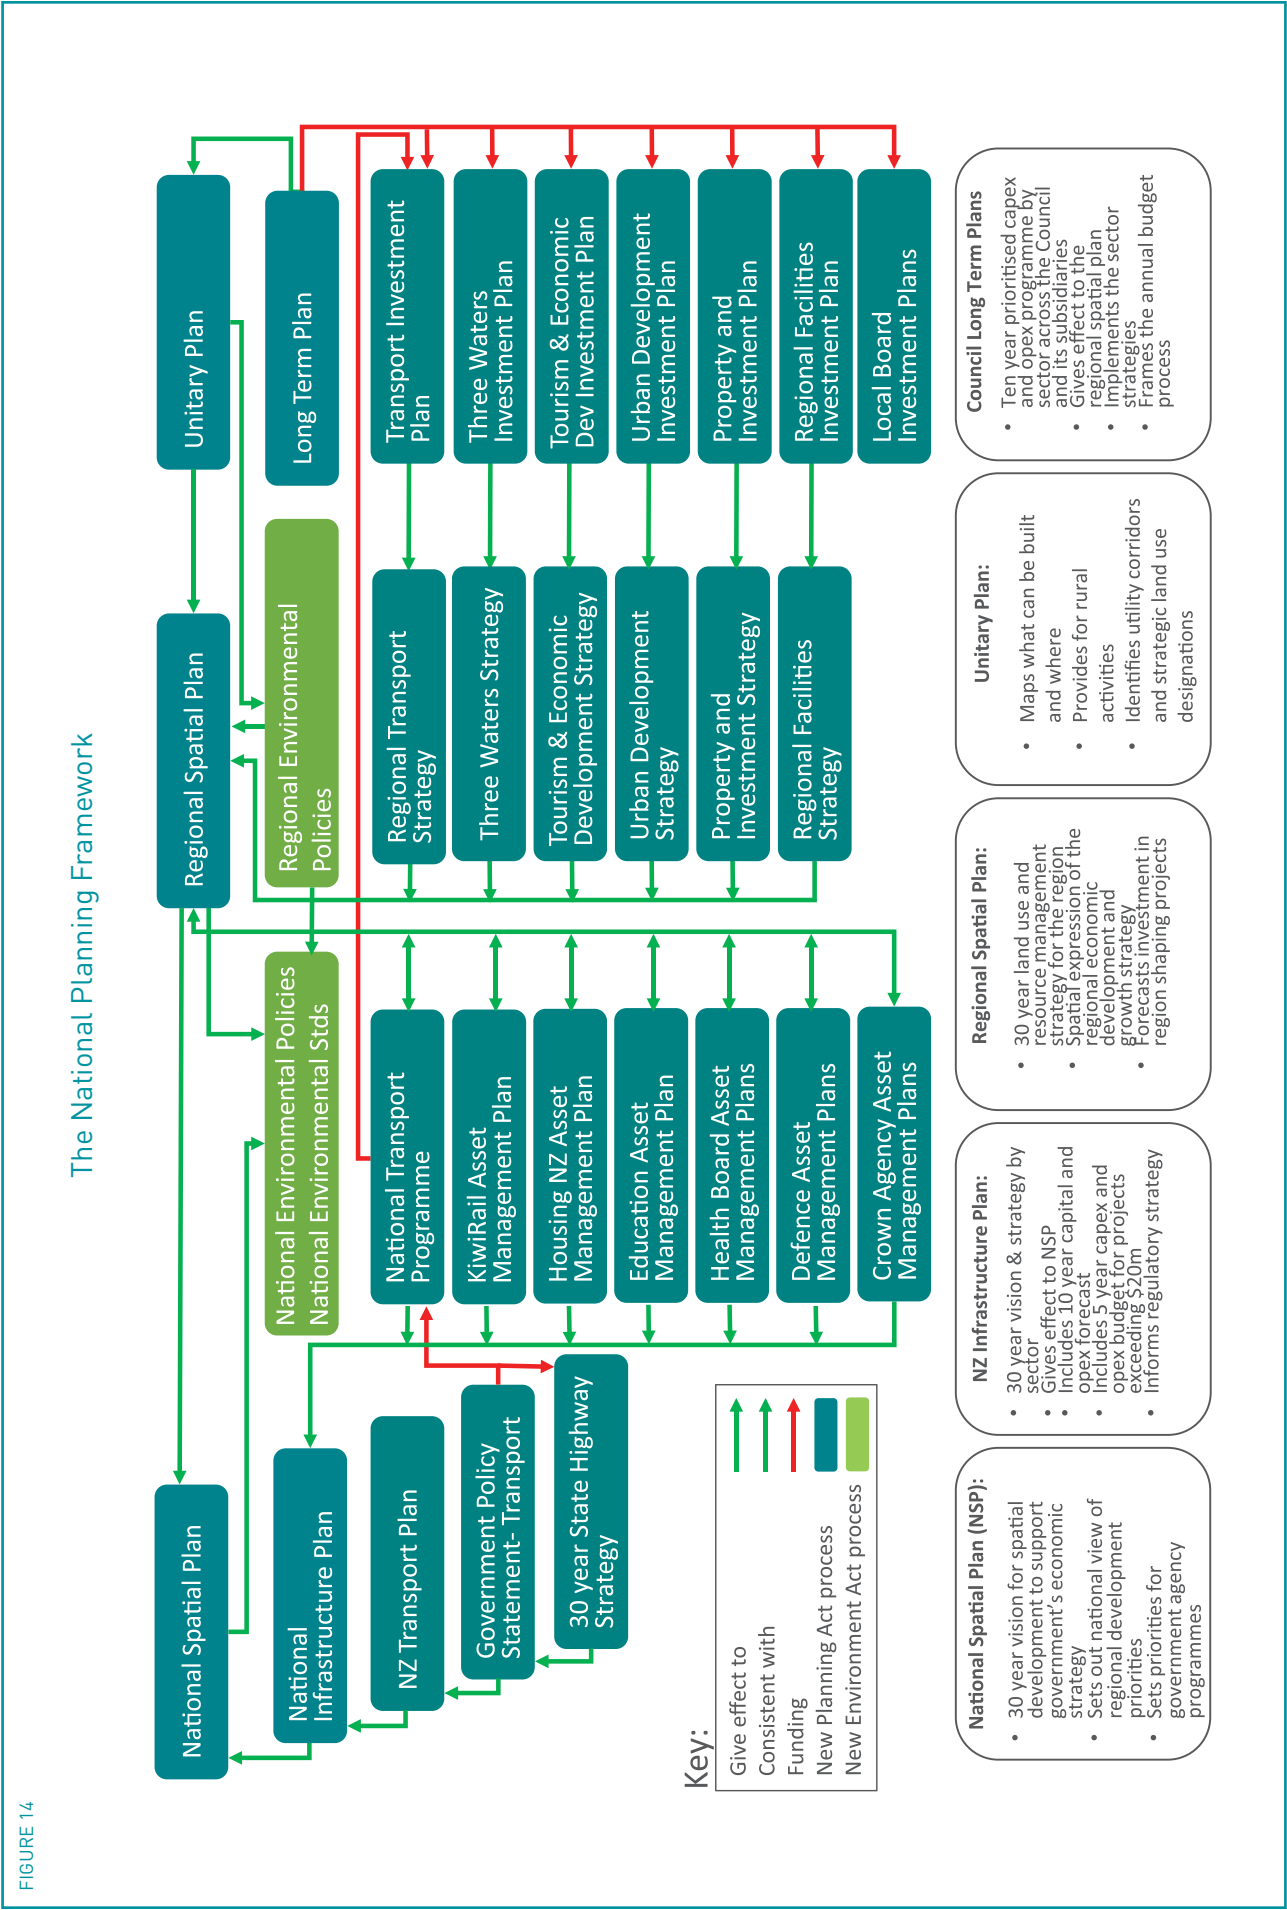 FIGURE 14
The National Planning Framework
National Spatial Plan
Regional Spatial Plan
Unitary Plan
National
Infrastructure Plan
National Environmental Policies
National Environmental Stds
Regional Environmental
Policies
Long Term Plan
NZ Transport Plan
Government Policy
Statement- Transport
30 year State Highway
Strategy
National Transport
Programme
KiwiRail Asset
Management Plan
Housing NZ Asset
Management Plan
Education Asset
Management Plan
Health Board Asset
Management Plans
Defence Asset
Management Plans
Crown Agency Asset
Management Plans
Regional Transport
Strategy
Three Waters Strategy
Tourism & Economic
Development Strategy
Urban Development
Strategy
Property and
Investment Strategy
Regional Facilities
Strategy
Transport Investment
Plan
Three Waters
Investment Plan
Tourism & Economic
Dev Investment Plan
Urban Development
Investment Plan
Property and
Investment Plan
Regional Facilities
Investment Plan
Local Board
Investment Plans
Key:
Give effect to
Consistent with
Funding
New Planning Act process
New Environment Act process
National Spatial Plan (NSP):
• 30 year vision for spatial
development to support
government's economic
strategy
• Sets out national view of
regional development
priorities
• Sets priorities for
government agency
programmes
NZ Infrastructure Plan:
• 30 year vision & strategy by
sector
• Gives effect to NSP
• Includes 10 year capital and
opex forecast
• Includes 5 year capex and
opex budget for projects
exceeding $20m
• Informs regulatory strategy
Regional Spatial Plan:
• 30 year land use and
resource management
strategy for the region
• Spatial expression of the
regional economic
development and
growth strategy
• Forecasts investment in
region shaping projects
Unitary Plan:
• Maps what can be built
and where
• Provides for rural
activities
• Identifies utility corridors
and strategic land use
designations
Council Long Term Plans
• Ten year prioritised capex
and opex programme by
sector across the Council
and its subsidiaries
• Gives effect to the
regional spatial plan
• Implements the sector
strategies
• Frames the annual budget
process